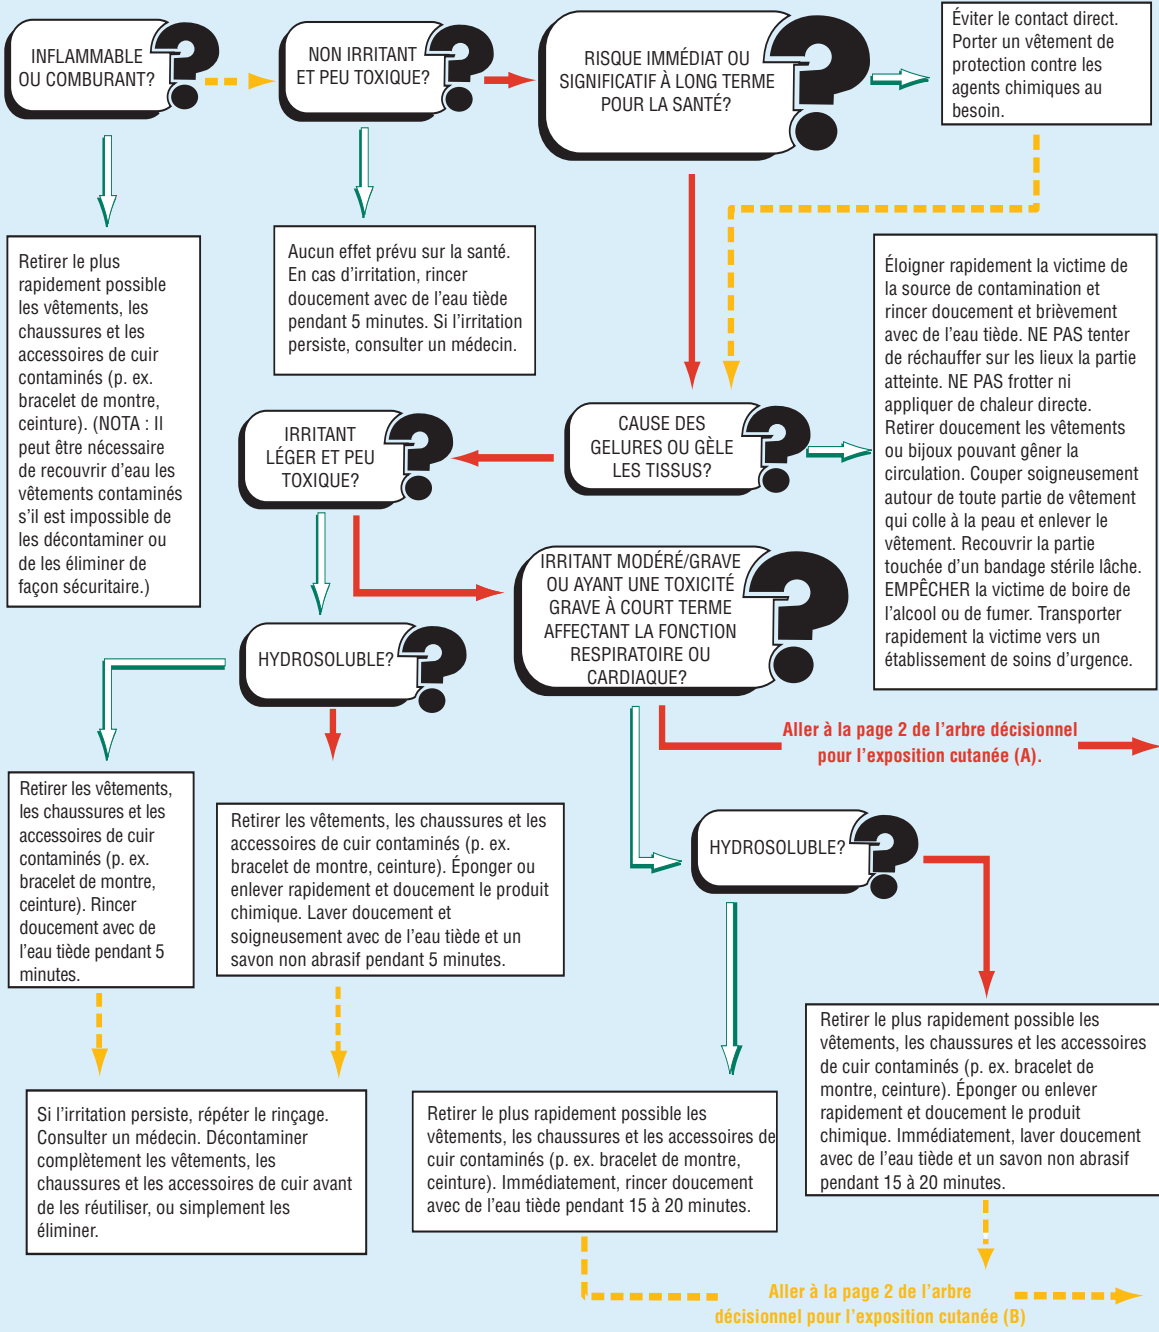 INFLAMMABLE
OU COMBURANT?
NON IRRITANT
ET PEU TOXIQUE?
RISQUE IMMÉDIAT OU
SIGNIFICATIF À LONG TERME
POUR LA SANTÉ?
Éviter le contact direct.
Porter un vêtement de
protection contre les
agents chimiques au
besoin.
Retirer le plus
rapidement possible
les vêtements, les
chaussures et les
accessoires de cuir
contaminés (p. ex.
bracelet de montre,
ceinture). (NOTA : Il
peut être nécessaire
de recouvrir d'eau les
vêtements contaminés
s'il est impossible de
les décontaminer ou
de les éliminer de
façon sécuritaire.)
Aucun effet prévu sur la santé.
En cas d'irritation, rincer
doucement avec de l'eau tiède
pendant 5 minutes. Si l'irritation
persiste, consulter un médecin.
Éloigner rapidement la victime de
la source de contamination et
rincer doucement et brièvement
avec de l'eau tiède. NE PAS tenter
de réchauffer sur les lieux la partie
atteinte. NE PAS frotter ni
appliquer de chaleur directe.
Retirer doucement les vêtements
ou bijoux pouvant gêner la
circulation. Couper soigneusement
autour de toute partie de vêtement
qui colle à la peau et enlever le
vêtement. Recouvrir la partie
touchée d'un bandage stérile lâche.
EMPÊCHER la victime de boire de
l'alcool ou de fumer. Transporter
rapidement la victime vers un
établissement de soins d'urgence.
IRRITANT
LÉGER ET PEU
TOXIQUE?
CAUSE DES
GELURES OU GÈLE
LES TISSUS?
IRRITANT MODÉRÉ/GRAVE
OU AYANT UNE TOXICITÉ
GRAVE À COURT TERME
AFFECTANT LA FONCTION
RESPIRATOIRE OU
CARDIAQUE?
HYDROSOLUBLE?
Aller à la page 2 de l'arbre décisionnel
pour l'exposition cutanée (A).
Retirer les vêtements,
les chaussures et les
accessoires de cuir
contaminés (p. ex.
bracelet de montre,
ceinture). Rincer
doucement avec de
l'eau tiède pendant 5
minutes.
Retirer les vêtements, les chaussures et les
accessoires de cuir contaminés (p. ex.
bracelet de montre, ceinture). Éponger ou
enlever rapidement et doucement le produit
chimique. Laver doucement et
soigneusement avec de l'eau tiède et un
savon non abrasif pendant 5 minutes.
HYDROSOLUBLE?
Si l'irritation persiste, répéter le rinçage.
Consulter un médecin. Décontaminer
complètement les vêtements, les
chaussures et les accessoires de cuir avant
de les réutiliser, ou simplement les
éliminer.
Retirer le plus rapidement possible les
vêtements, les chaussures et les accessoires de
cuir contaminés (p. ex. bracelet de montre,
ceinture). Immédiatement, rincer doucement
avec de l'eau tiède pendant 15 à 20 minutes.
Retirer le plus rapidement possible les
vêtements, les chaussures et les accessoires
de cuir contaminés (p. ex. bracelet de
montre, ceinture). Éponger ou enlever
rapidement et doucement le produit
chimique. Immédiatement, laver doucement
avec de l'eau tiède et un savon non abrasif
pendant 15 à 20 minutes.
Aller à la page 2 de l'arbre
décisionnel pour l'exposition cutanée (B)